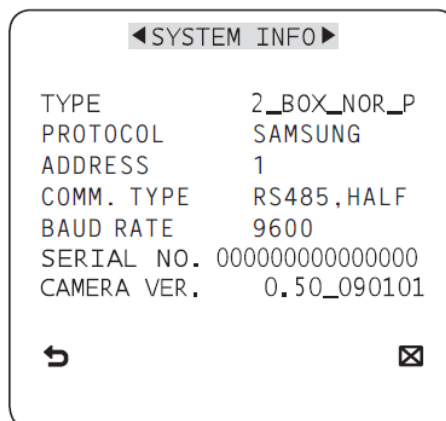 ◀SYSTEM INFO▶
TYPE 2_BOX_NOR_P
PROTOCOL SAMSUNG
ADDRESS 1
COMM. TYPE RS485,HALF
BAUD RATE 9600
SERIAL NO. 000000000000000
CAMERA VER. 0.50_090101